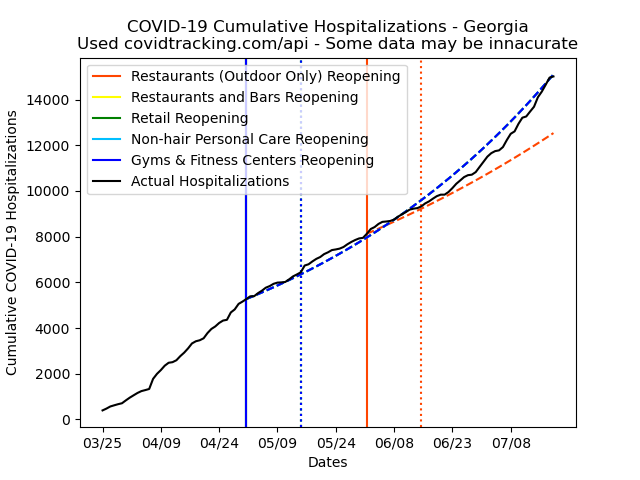 COVID-19 Cumulative Hospitalizations - Georgia
Used covidtracking.com/api - Some data may be innacurate
Restaurants (Outdoor Only) Reopening
Restaurants and Bars Reopening
Retail Reopening
Non-hair Personal Care Reopening
Gyms & Fitness Centers Reopening
Actual Hospitalizations
Cumulative COVID-19 Hospitalizations
14000
12000
10000
8000
6000
4000
2000
0
03/25 04/09 04/24 05/09 05/24 06/08 06/23 07/08
Dates